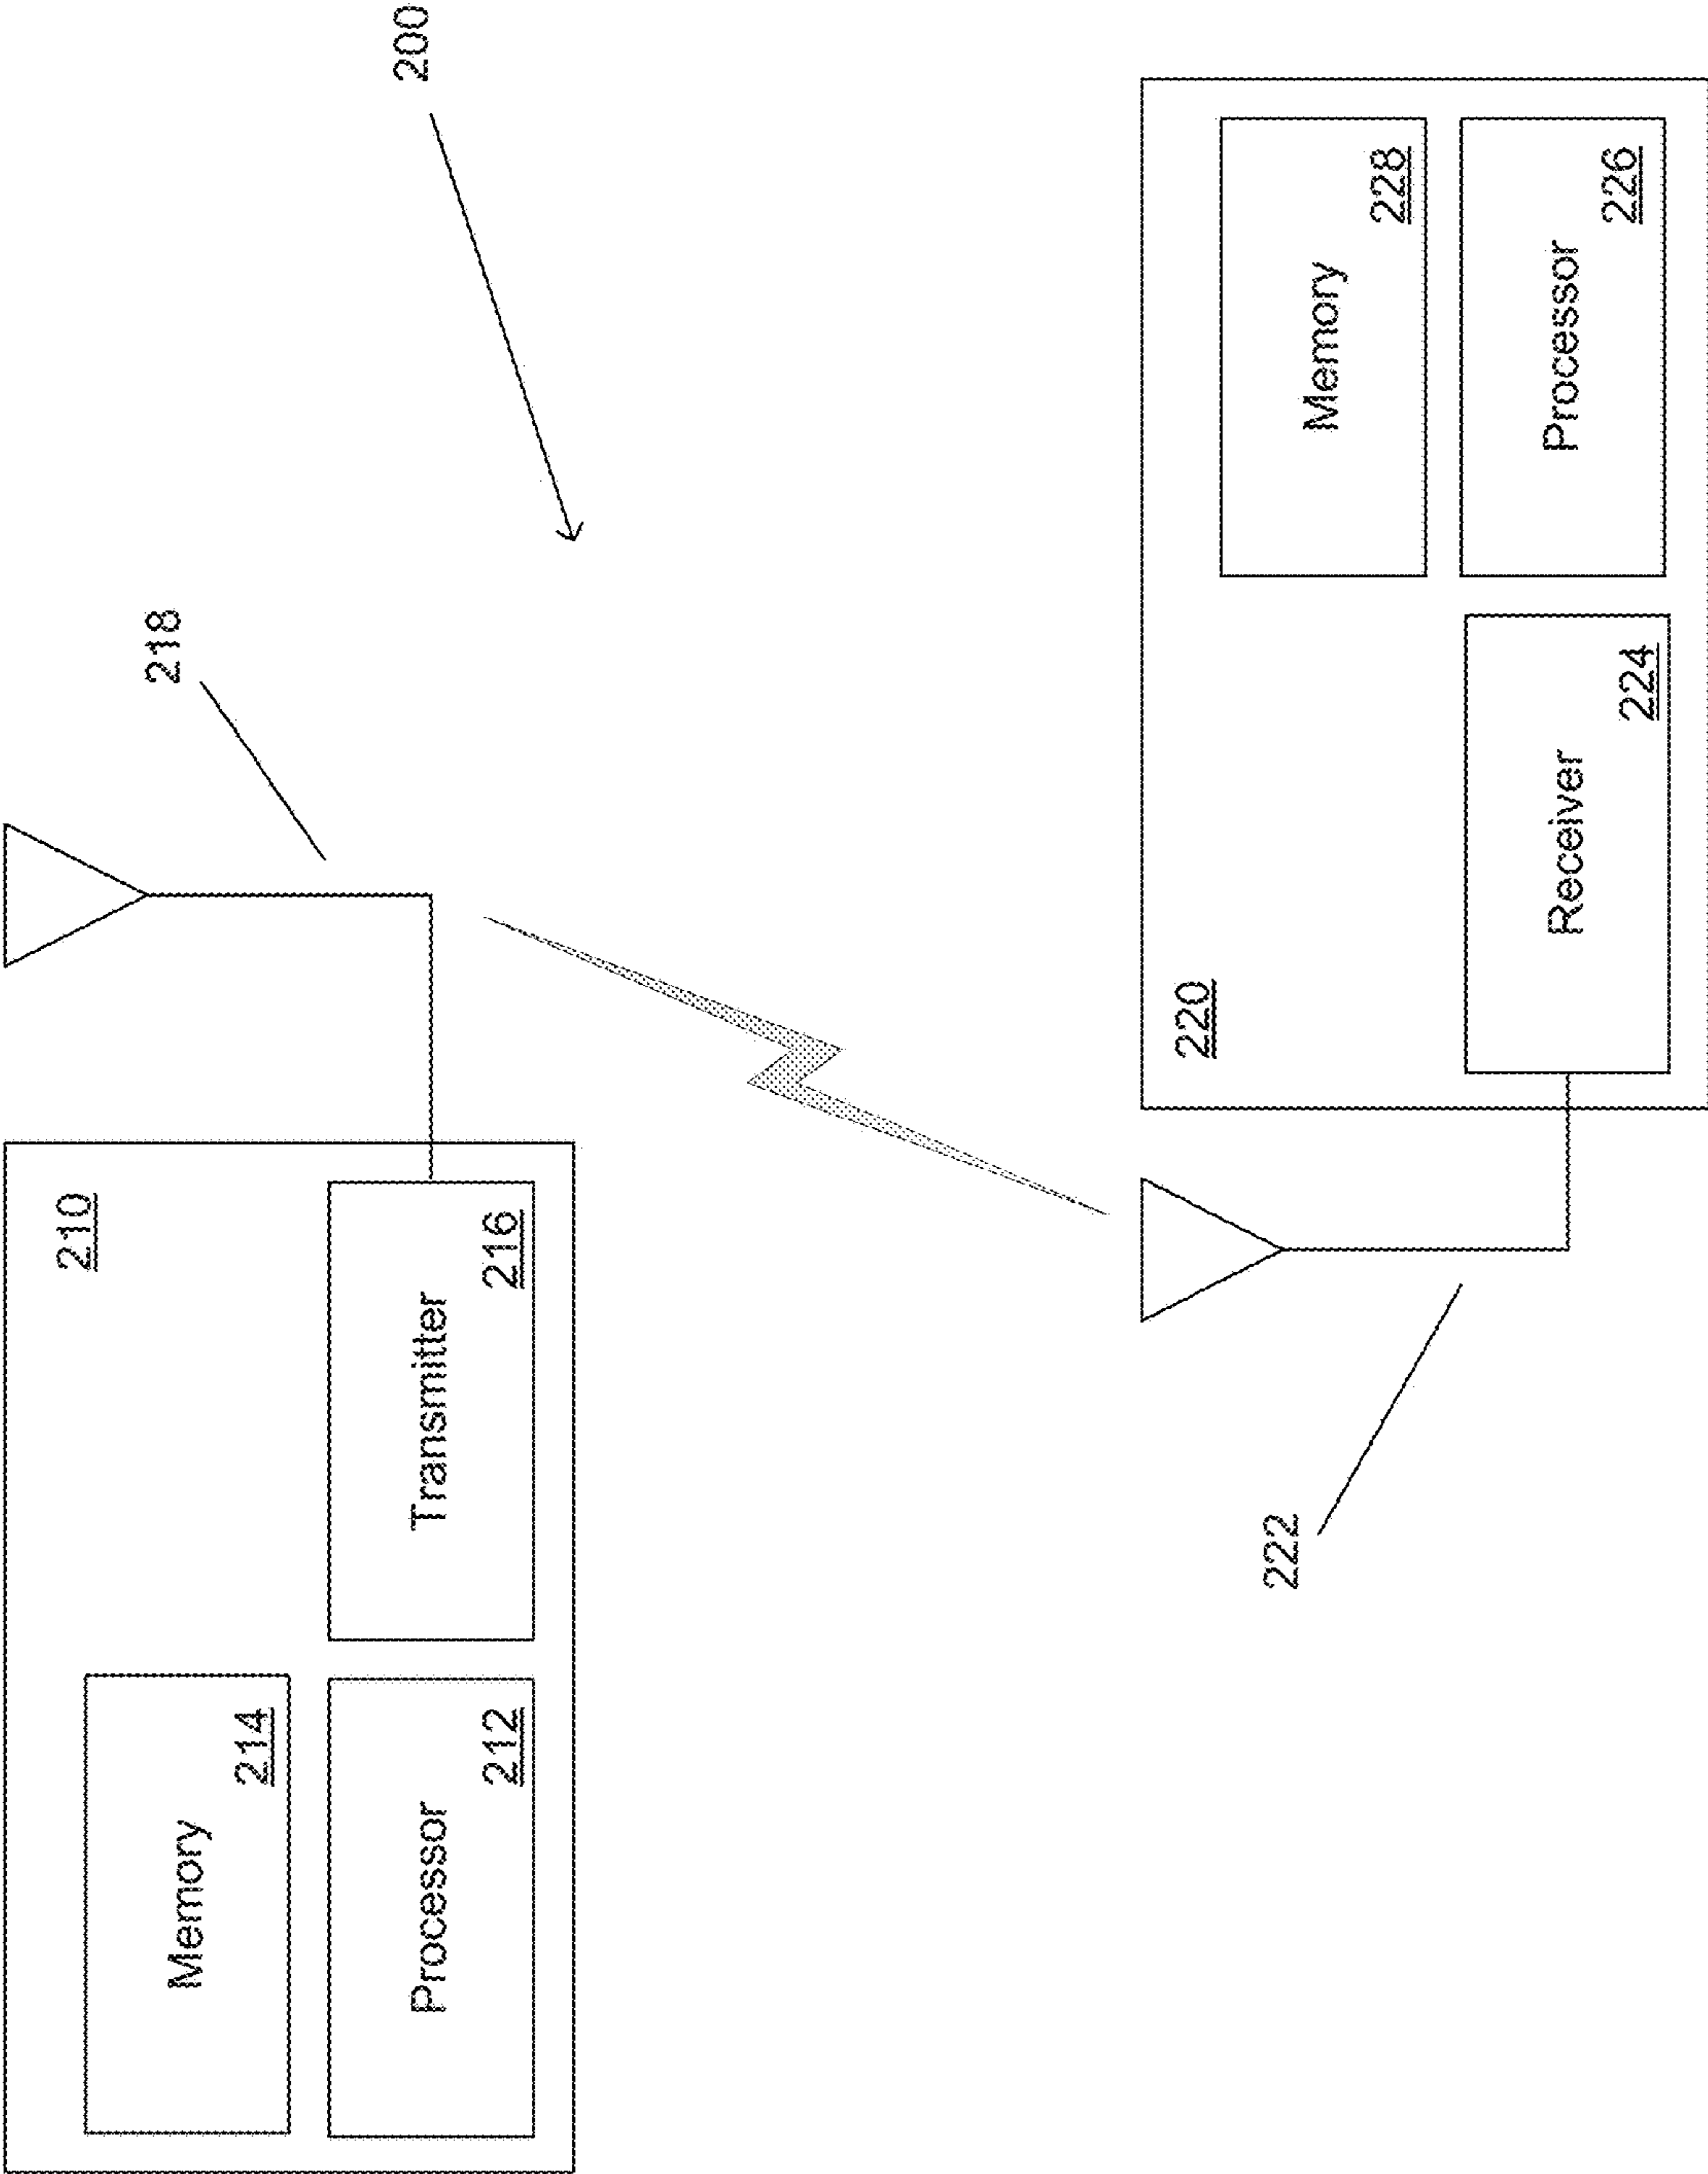 200
218
210
Memory
214
Processor
212
Transmitter
216
222
220
Receiver
224
Memory
228
Processor
226